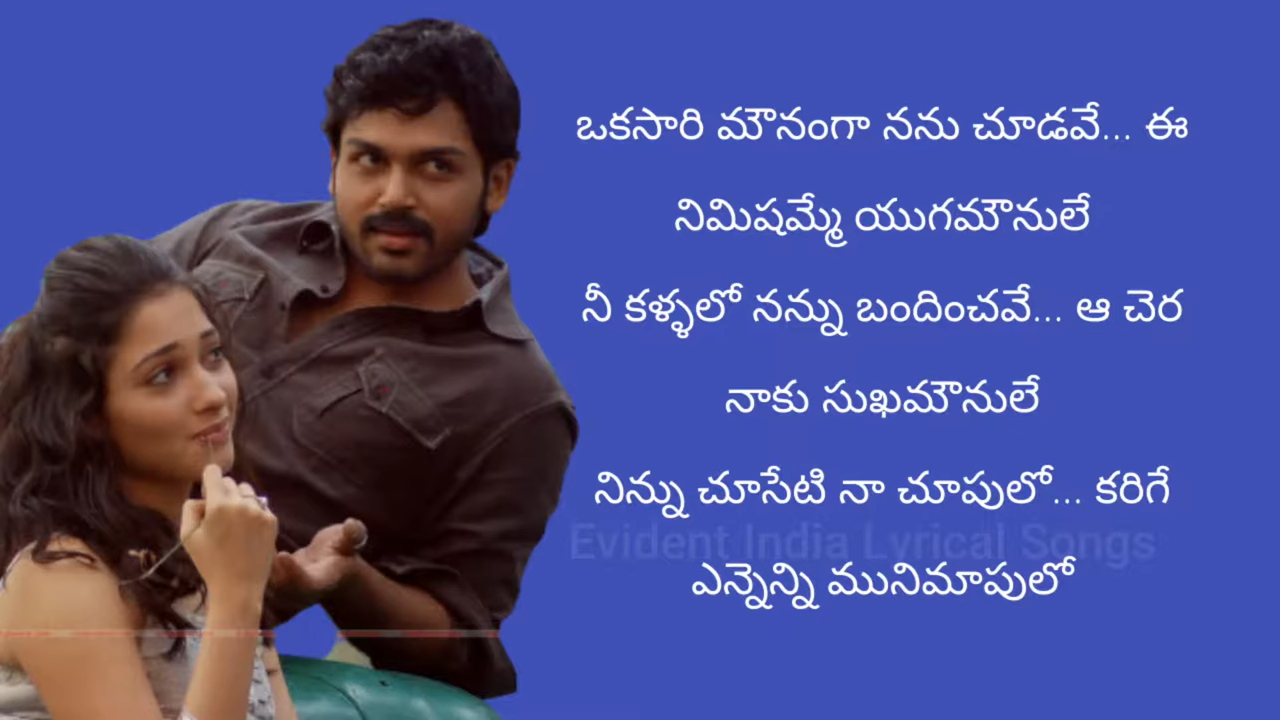 ఒకసారి మౌనంగా నను చూడవే... ఈ
నిమిషమ్మే యుగమౌనులే
నీ కళ్ళలో నన్ను బందించవే... ఆ చెర
నాకు సుఖమౌనులే
నిన్ను చూసేటి నా చూపులో... కరిగే
Evident India Lyrical Songs
ఎన్నెన్ని మునిమాపులో